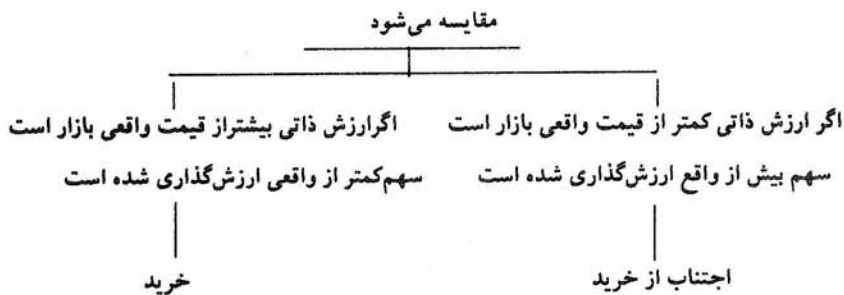 مقایسه می‌شود
اگر ارزش ذاتی کمتر از قیمت واقعی بازار است
سهم بیش از واقع ارزش‌گذاری شده است
اجتناب از خرید
اگرارزش ذاتی بیشتراز قیمت واقعی بازار است
سهم‌کمتر از واقعی ارزش‌گذاری شده است
خرید